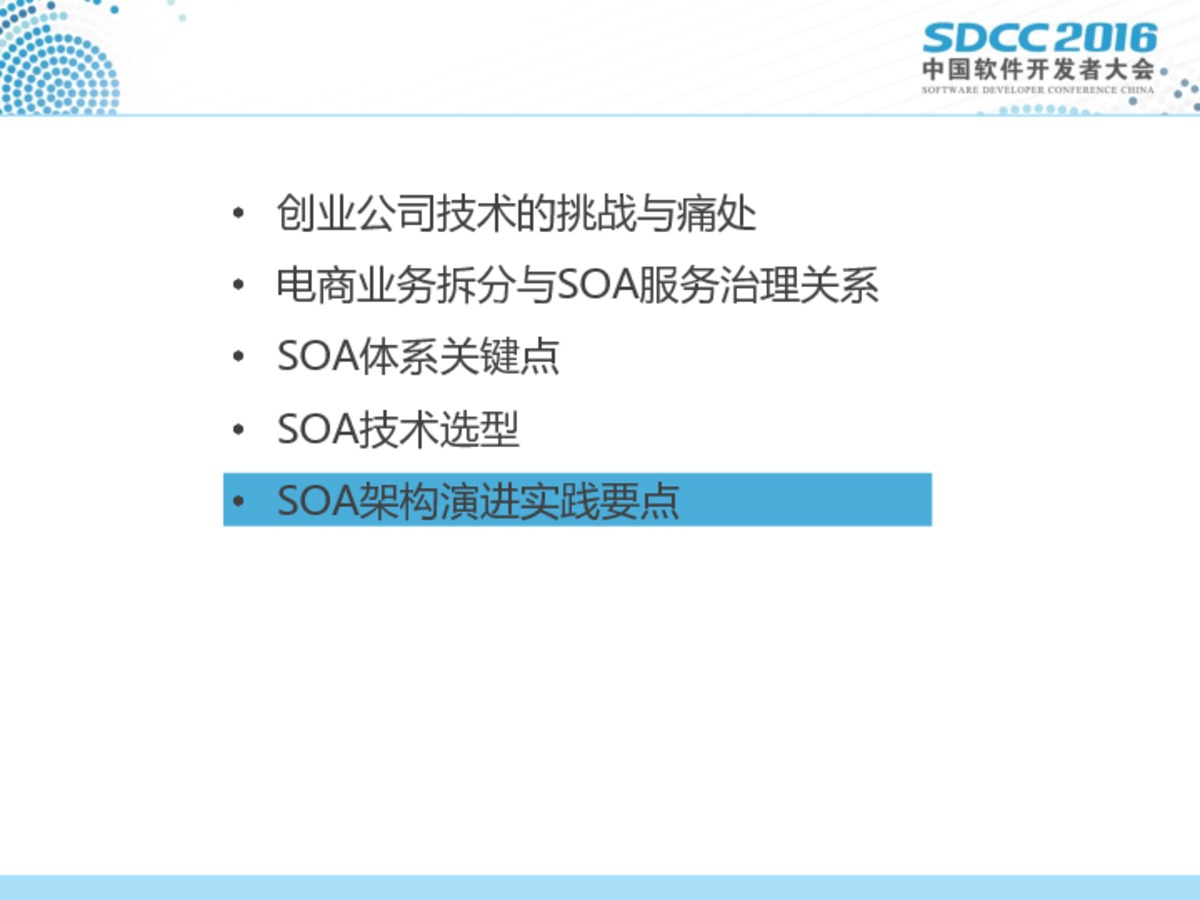 SDCC 2016
中国软件开发者大会
SOFTWARE DEVELOPER CONFERENCE CHINA
• 创业公司技术的挑战与痛处
• 电商业务拆分与SOA服务治理关系
• SOA体系关键点
• SOA技术选型
• SOA架构演进实践要点